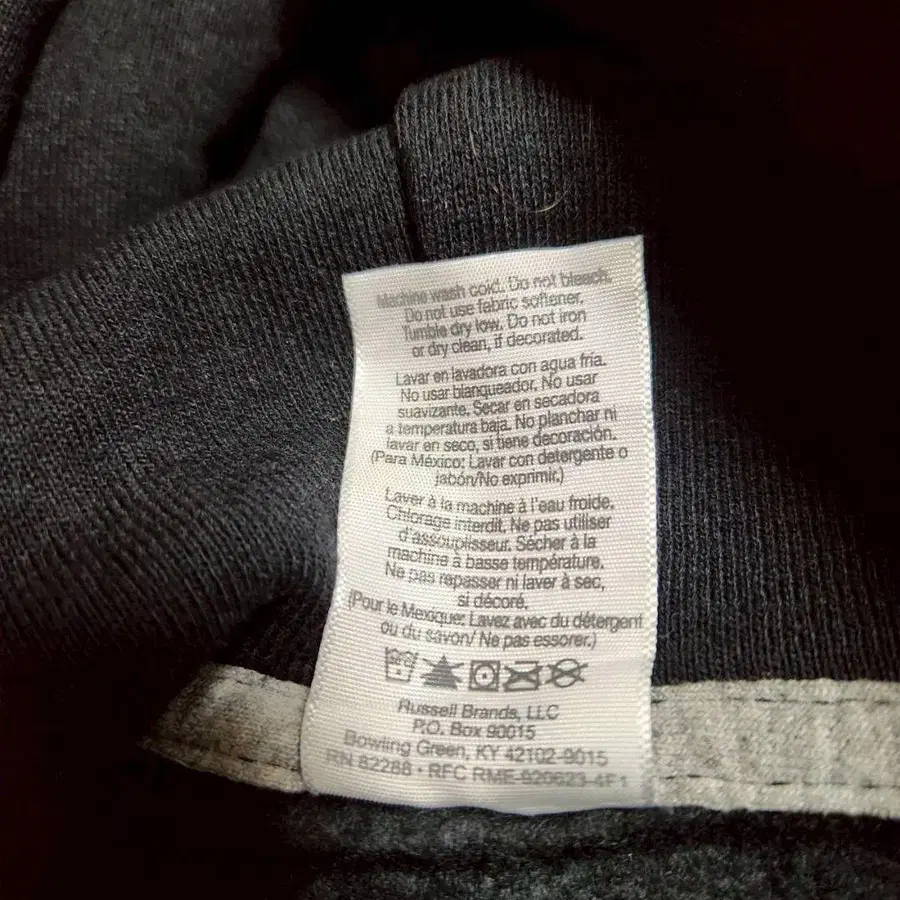 Machine wash cold. Do not bleach.
Do not use fabric softener.
Tumble dry low. Do not iron
or dry clean, if decorated.
Lavar en lavadora con agua fría.
No usar blanqueador. No usar
suavizante. Secar en secadora
a temperatura baja. No planchar ni
lavar en seco, si tiene decoración.
(Para México: Lavar con detergente o
jabón/No exprimir.)
Laver à la machine à l'eau froide.
Chlorage interdit. Ne pas utiliser
d'assouplisseur. Sécher à la
machine à basse température.
Ne pas repasser ni laver à sec,
si décoré.
(Pour le Mexique: Lavez avec du détergent
ou du savon/ Ne pas essorer.)
Russell Brands, LLC
P.O. Box 90015
Bowling Green, KY 42102-9015
RN 82288 · RFC RME-920623-4F1